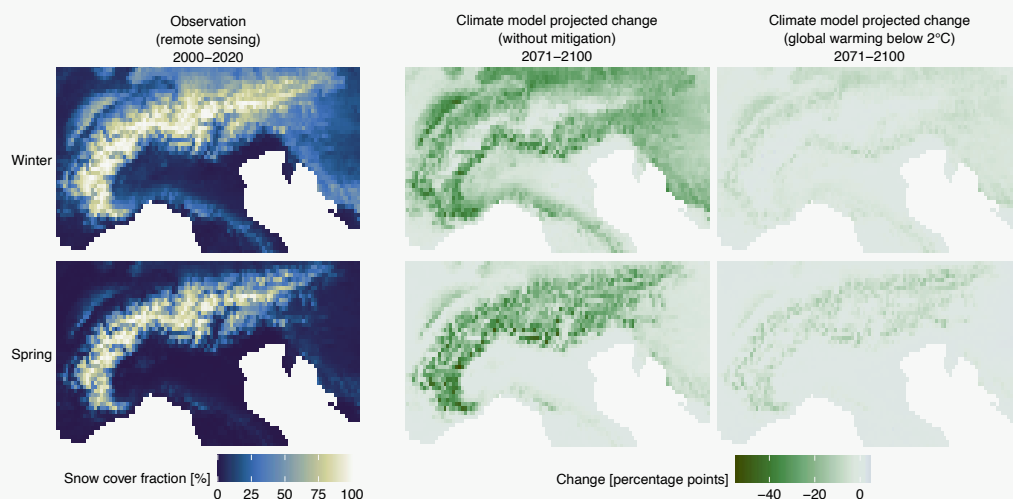 Observation
(remote sensing)
2000–2020
Climate model projected change
(without mitigation)
2071–2100
Climate model projected change
(global warming below 2°C)
2071–2100
Winter
Spring
Snow cover fraction [%]
0 25 50 75 100
Change [percentage points]
−40 −20 0